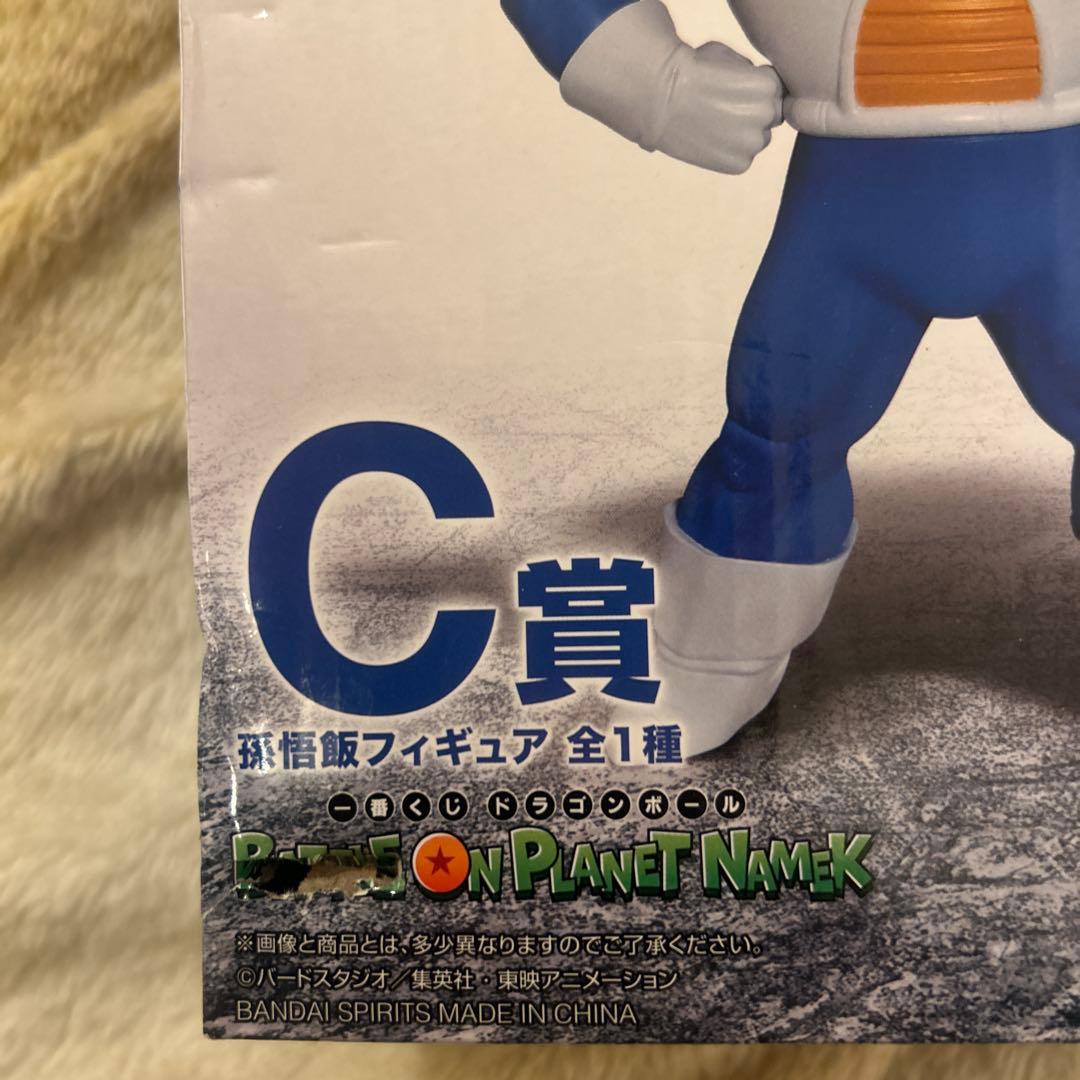 C賞
孫悟飯フィギュア 全1種
一番くじ ドラゴンボール
BATTLE ON PLANET NAMEK
※画像と商品とは、多少異なりますのでご了承ください。
©バードスタジオ／集英社・東映アニメーション
BANDAI SPIRITS MADE IN CHINA